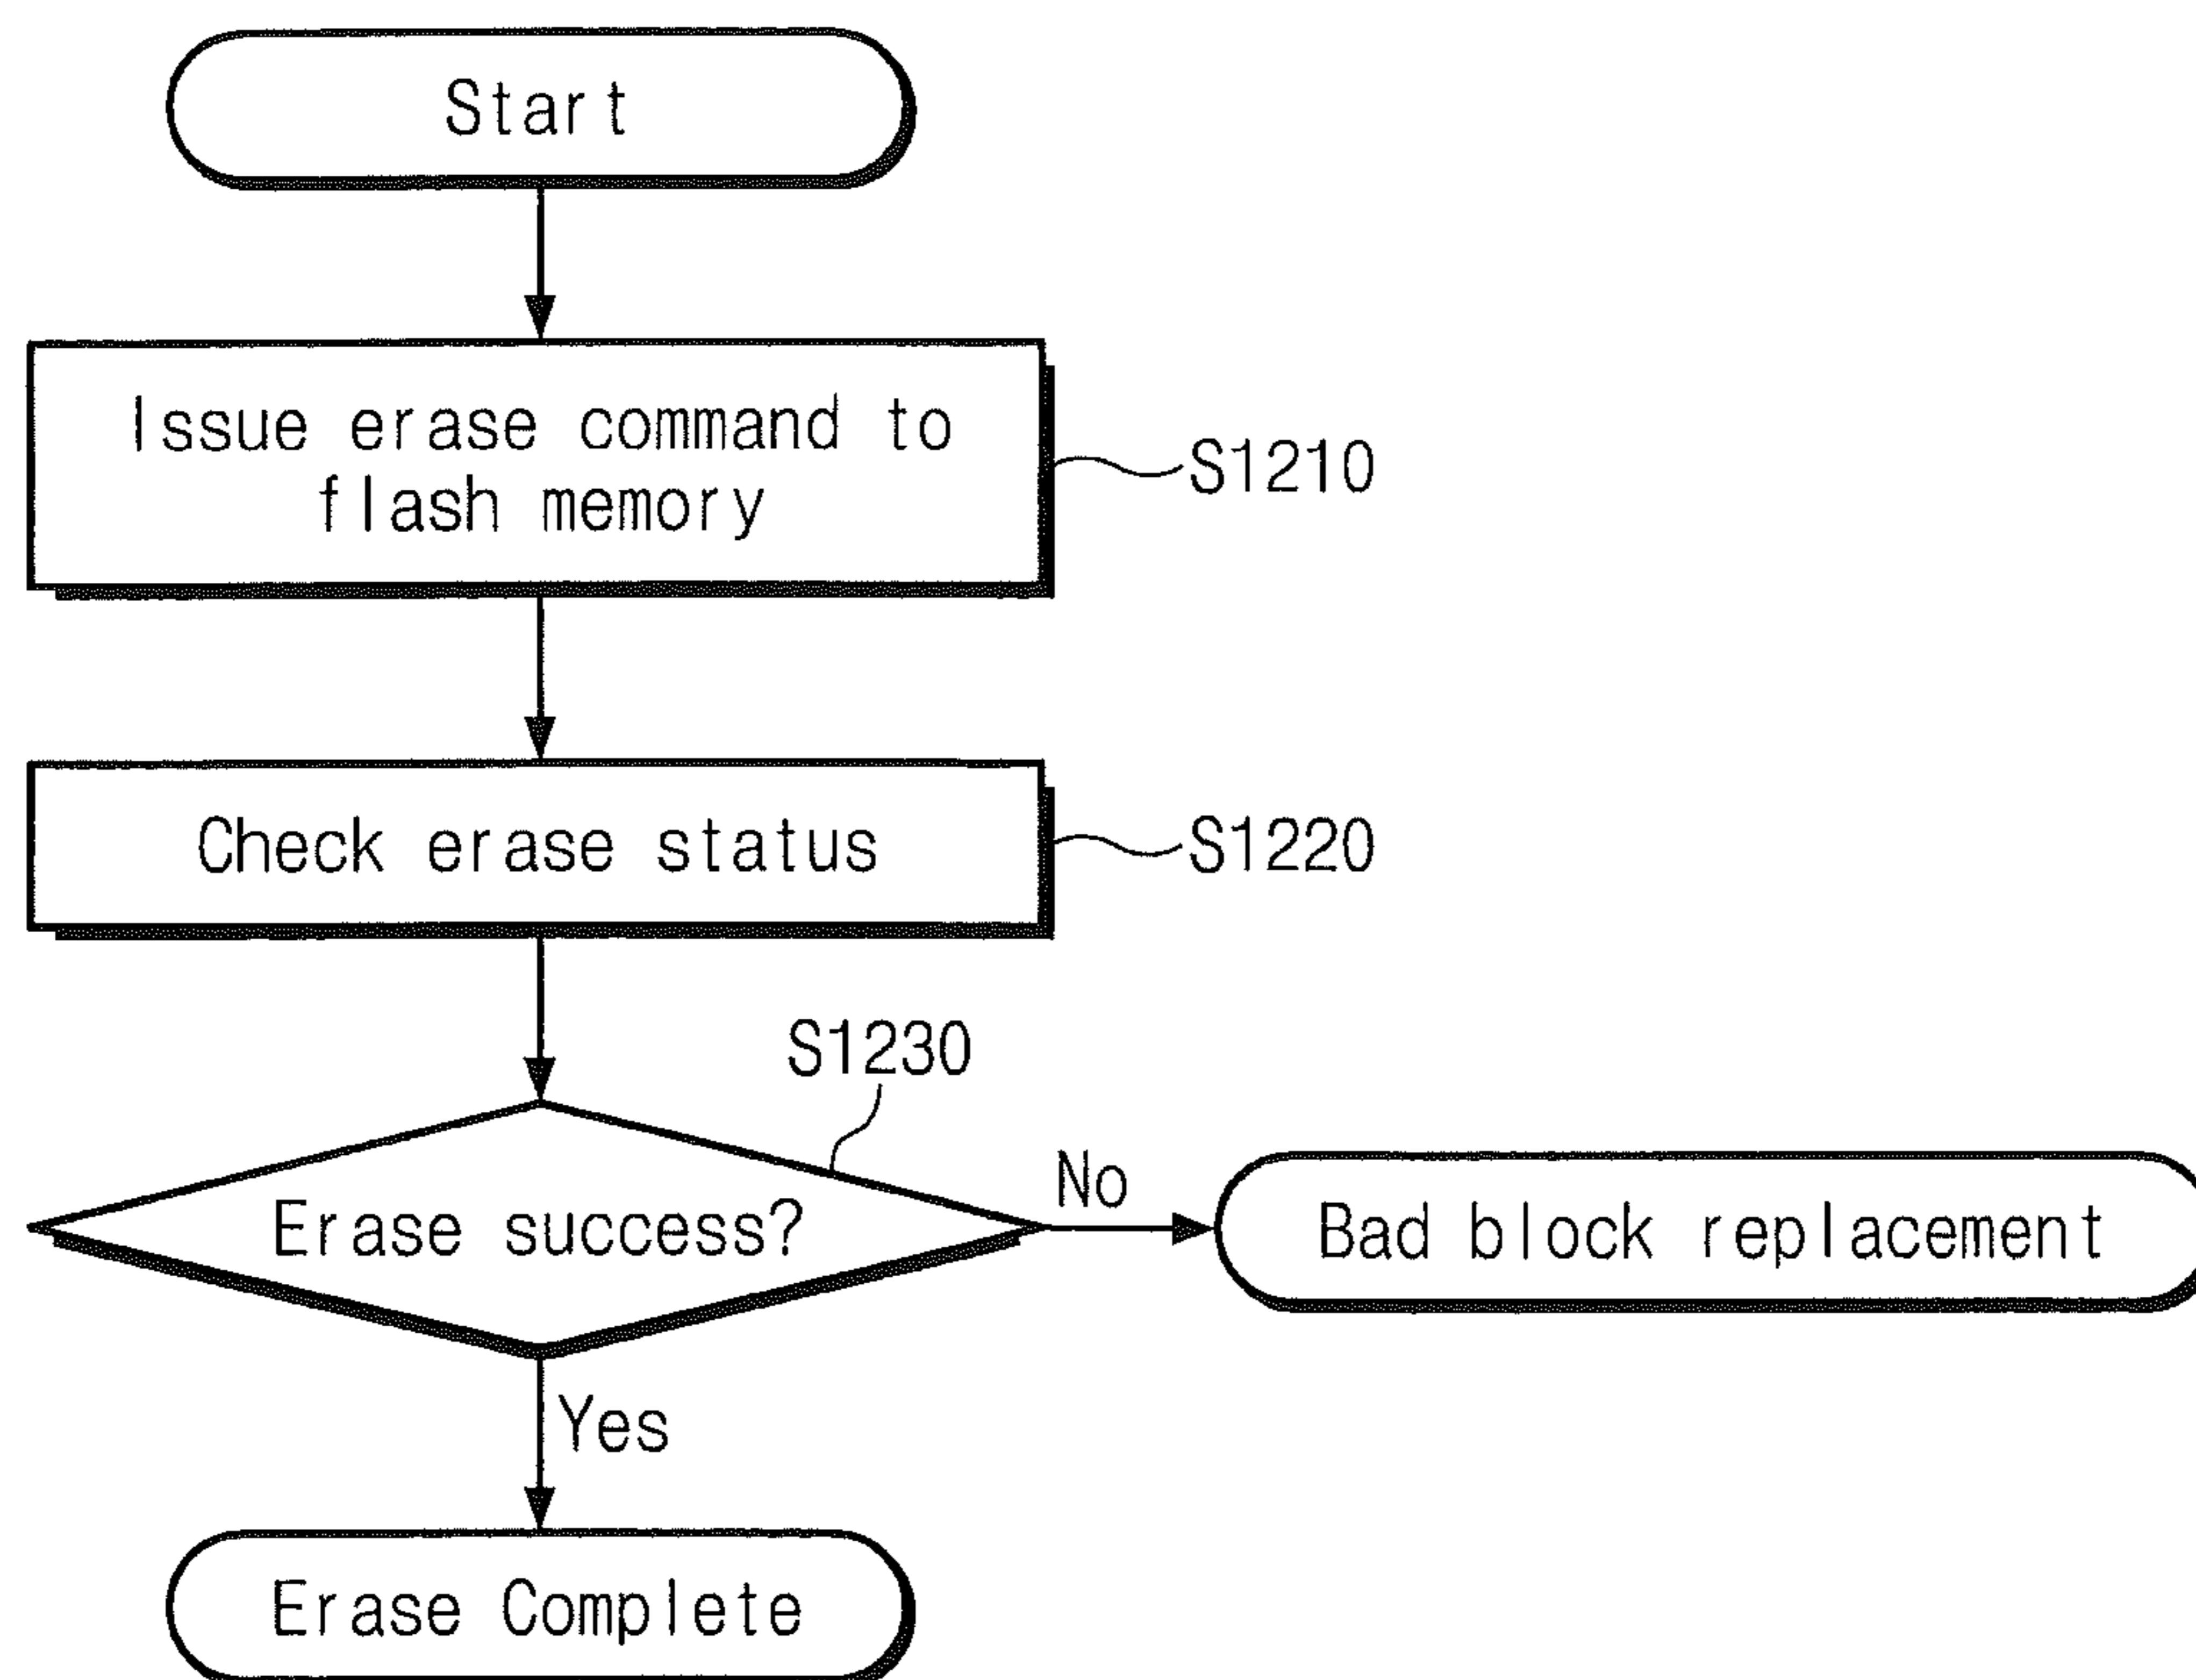 Start
Issue erase command to
flash memory
S1210
Check erase status
S1220
S1230
Erase success?
No
Bad block replacement
Yes
Erase Complete